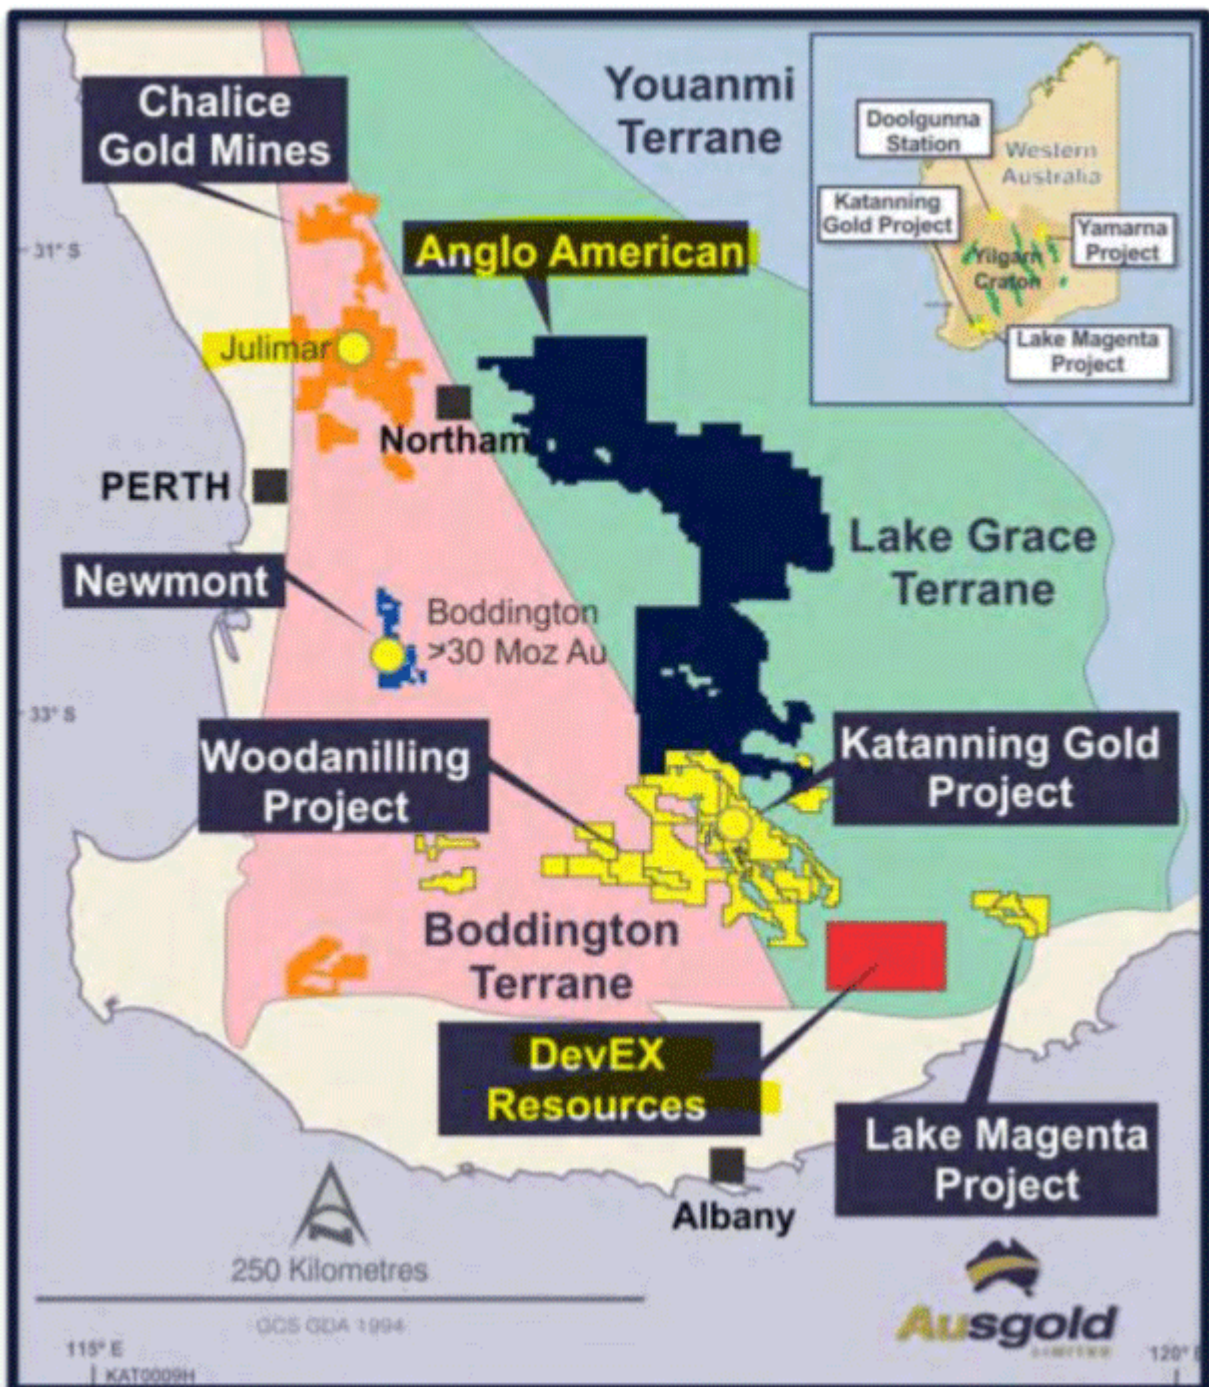 Chalice
Gold Mines
Youanmi
Terrane
Doolgunna
Station
Western
Australia
Katanning
Gold Project
Yamarna
Project
Yilgarn
Craton
Lake Magenta
Project
31° S
Anglo American
Julimar
Northam
PERTH
Lake Grace
Terrane
Newmont
Boddington
>30 Moz Au
33° S
Woodanilling
Project
Katanning Gold
Project
Boddington
Terrane
DevEX
Resources
Lake Magenta
Project
Albany
250 Kilometres
GCS GDA 1994
Ausgold
LIMITED
115° E
120° E
KAT0009H